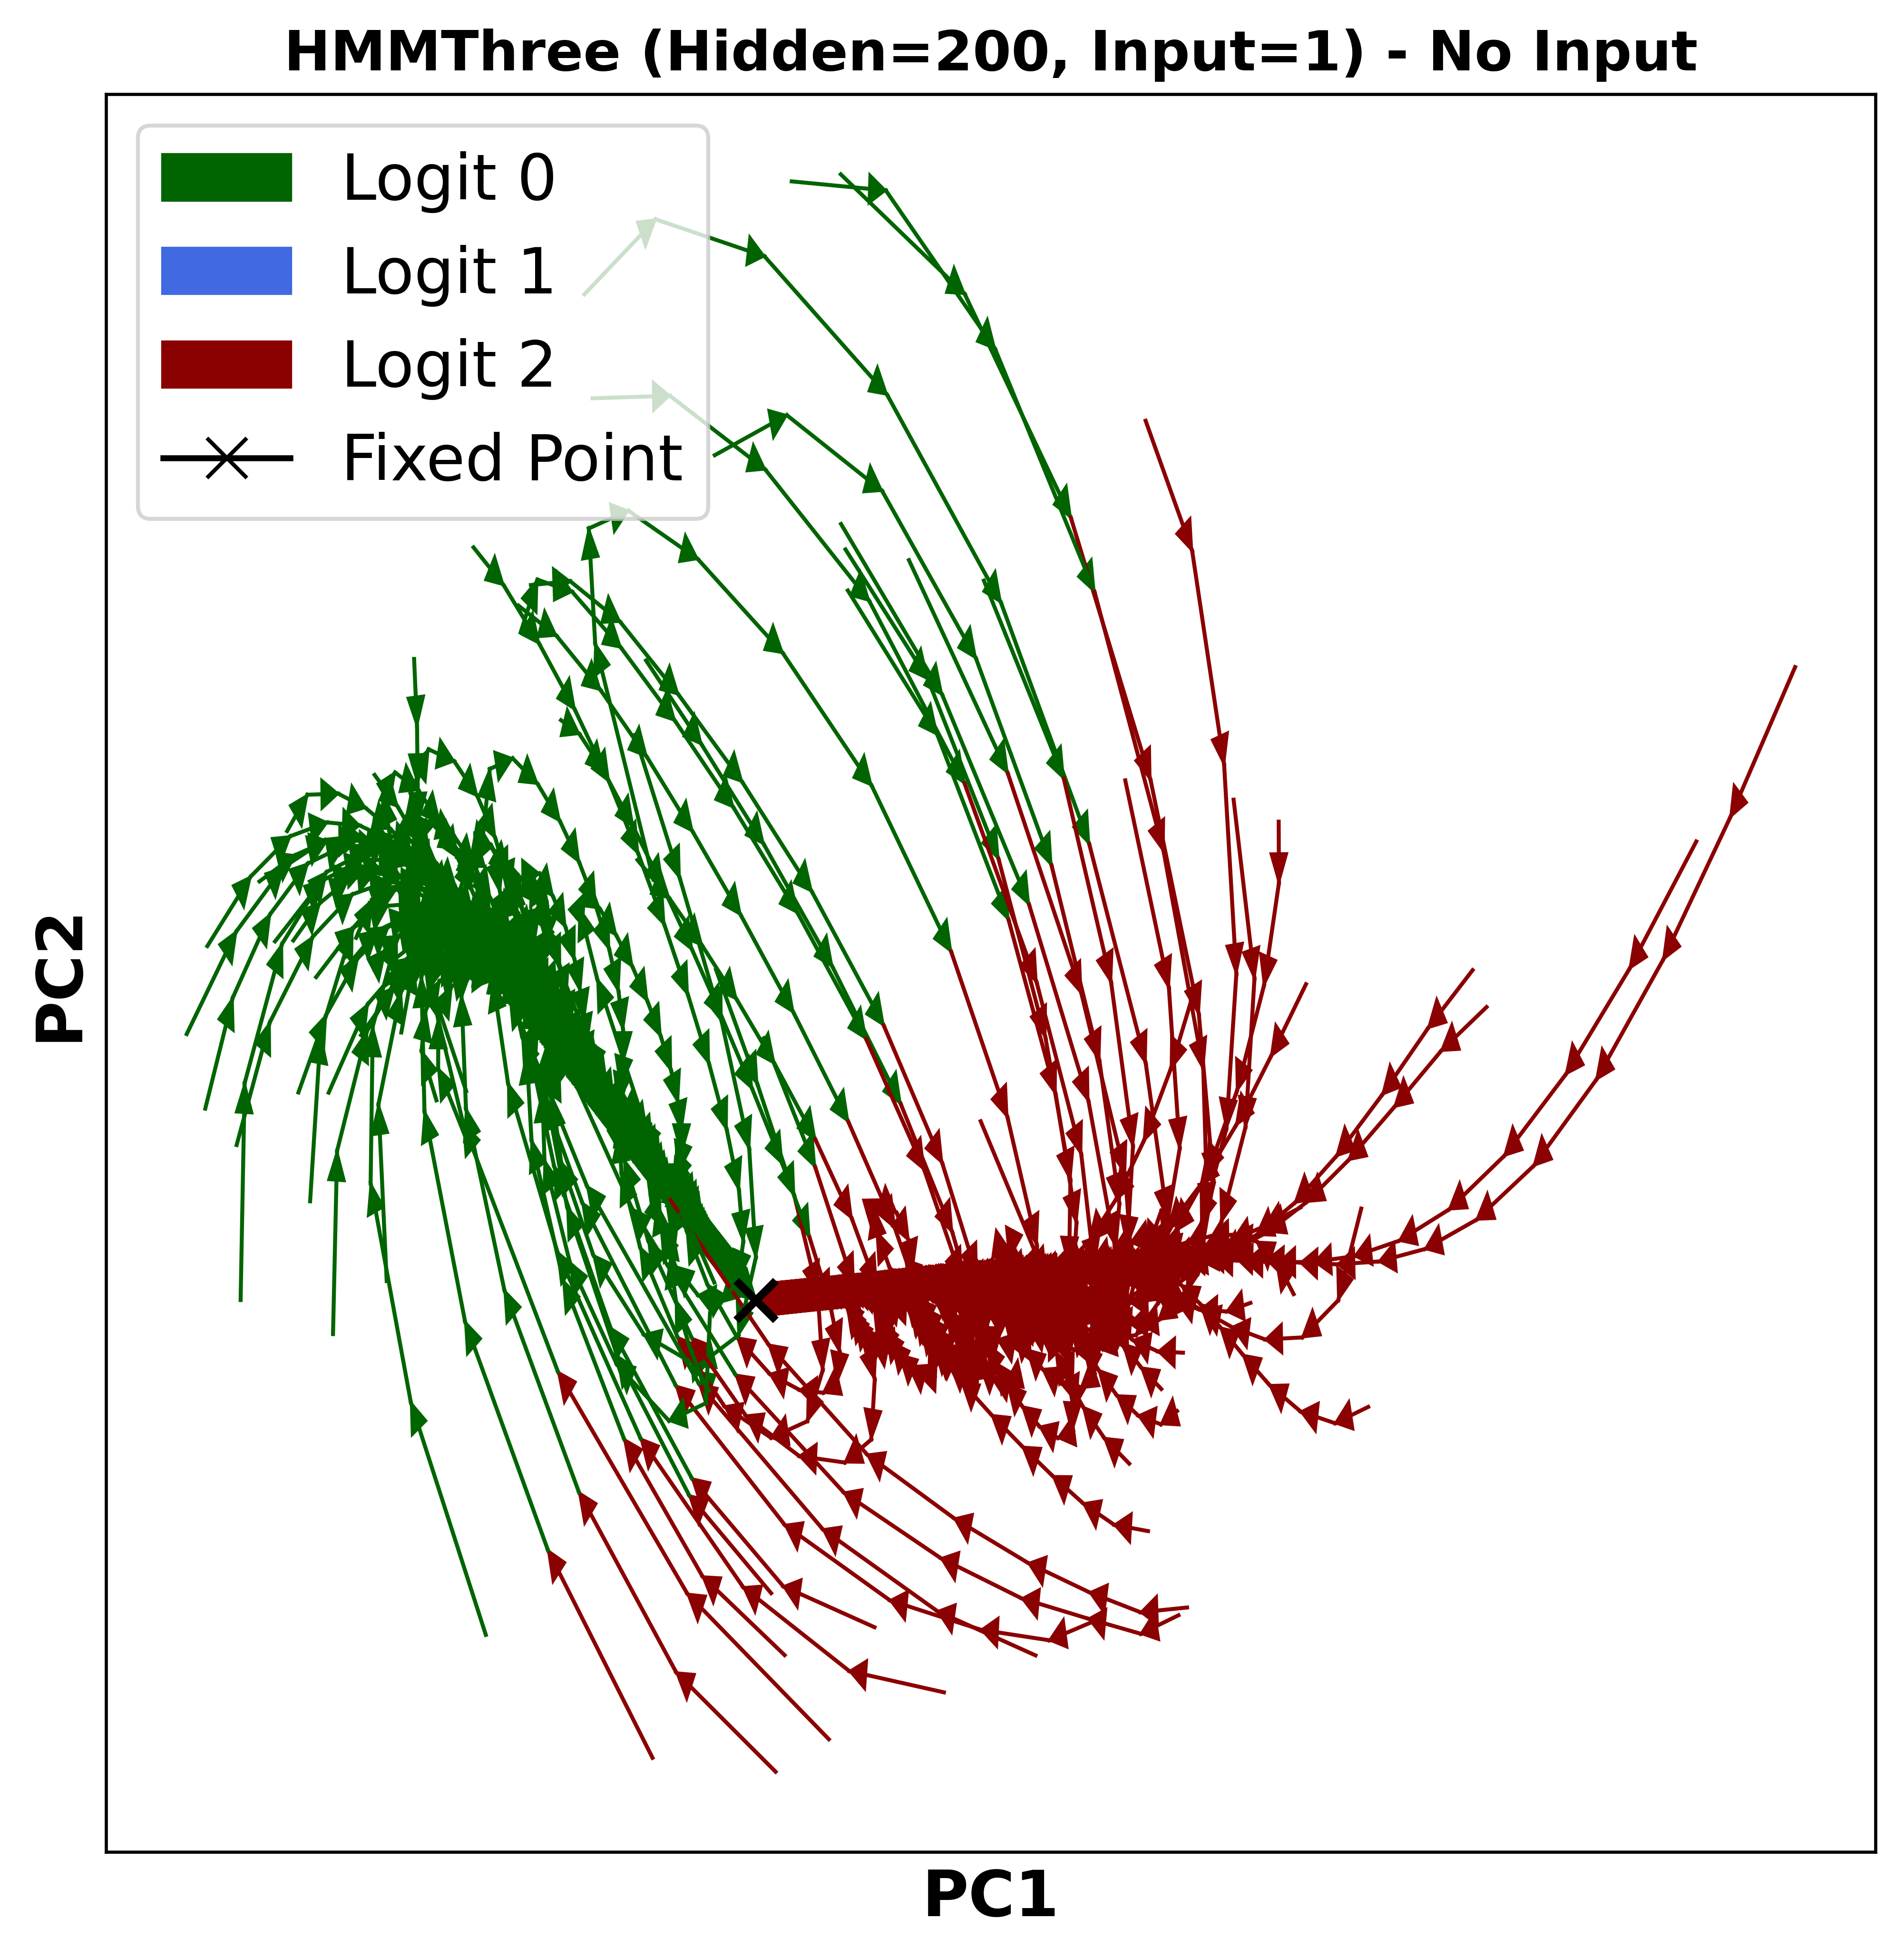 HMMThree (Hidden=200, Input=1) - No Input
Logit 0
Logit 1
Logit 2
Fixed Point
PC2
PC1